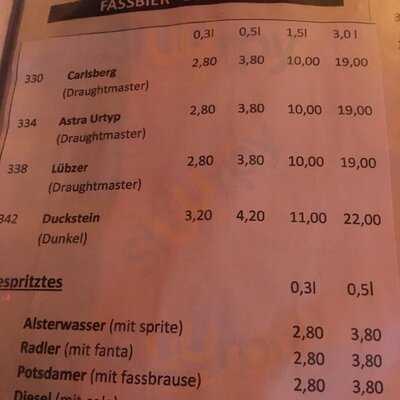 FASSBIER
0,3l 0,5l 1,5l 3,0 l
330 Carlsberg 2,80 3,80 10,00 19,00
(Draughtmaster)
334 Astra Urtyp 2,80 3,80 10,00 19,00
(Draughtmaster)
338 Lübzer 2,80 3,80 10,00 19,00
(Draughtmaster)
342 Duckstein 3,20 4,20 11,00 22,00
(Dunkel)
espritztes 0,3l 0,5l
Alsterwasser (mit sprite) 2,80 3,80
Radler (mit fanta) 2,80 3,80
Potsdamer (mit fassbrause) 2,80 3,80
Diesel (mit